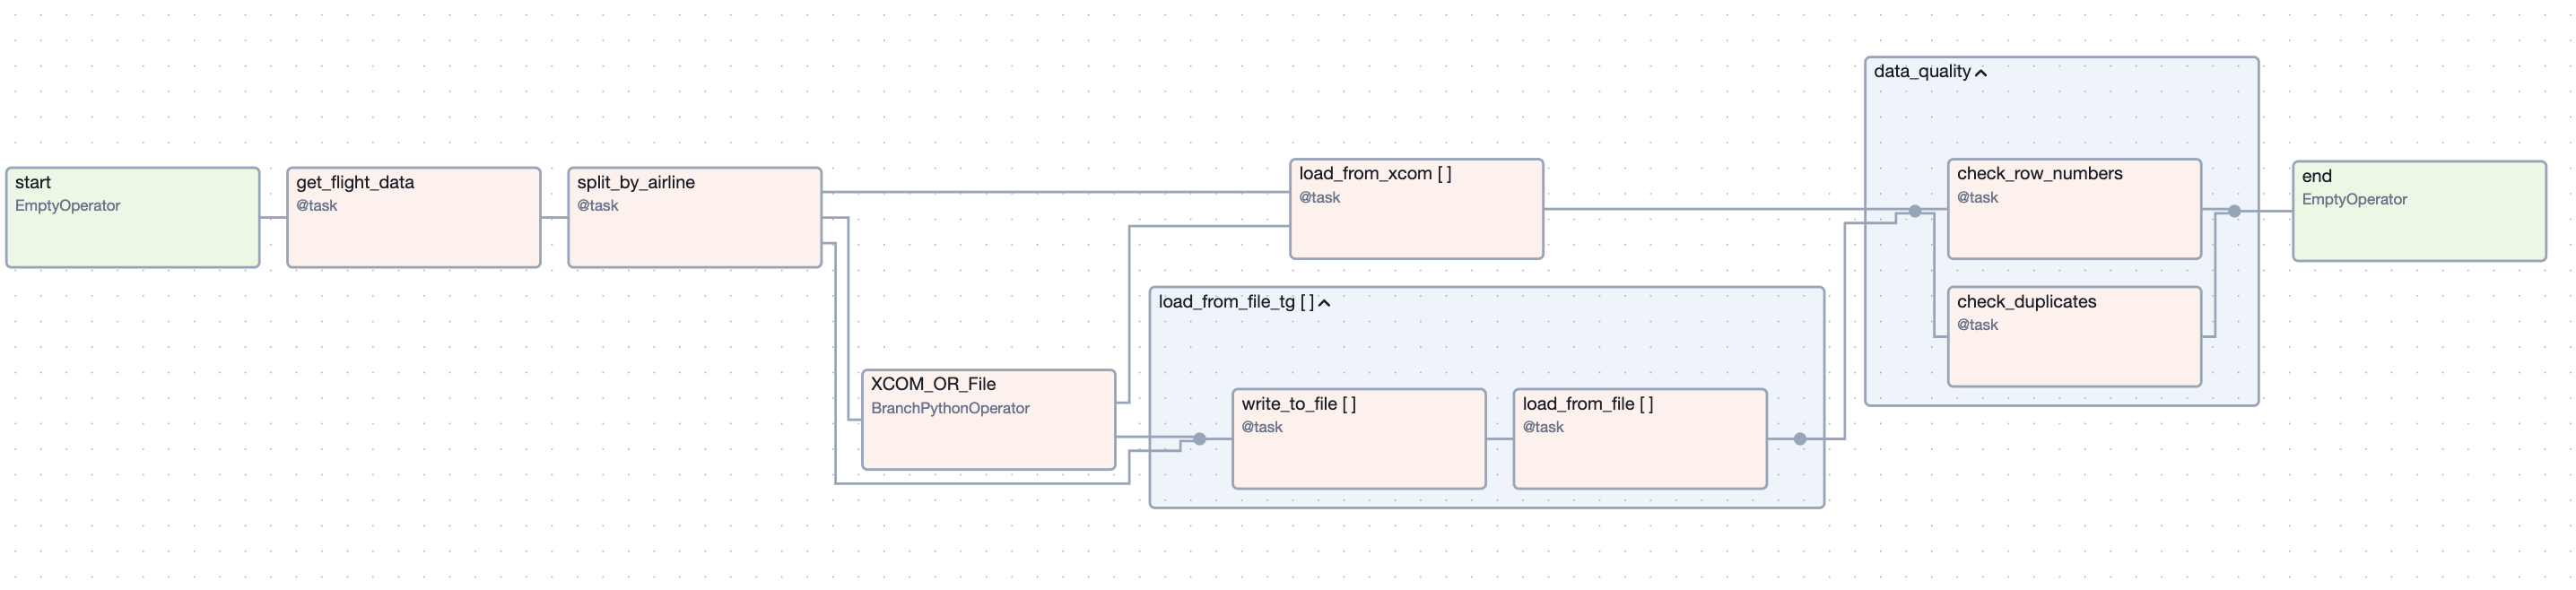 start
EmptyOperator
get_flight_data
@task
split_by_airline
@task
XCOM_OR_File
BranchPythonOperator
load_from_xcom [ ]
@task
load_from_file_tg [ ]
write_to_file [ ]
@task
load_from_file [ ]
@task
data_quality
check_row_numbers
@task
check_duplicates
@task
end
EmptyOperator